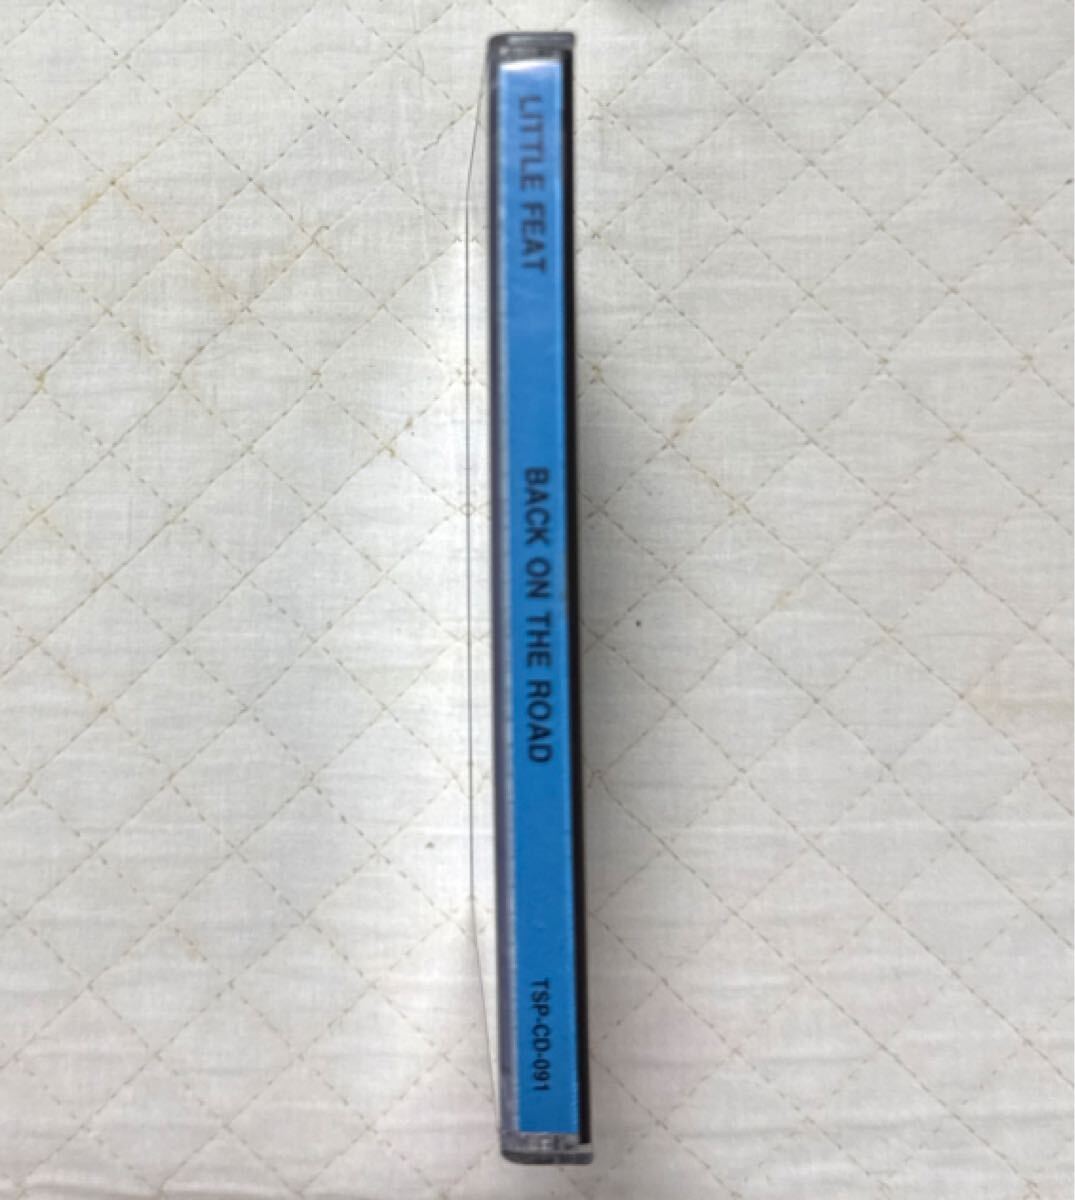 LITTLE FEAT
BACK ON THE ROAD
TSP-CD-091